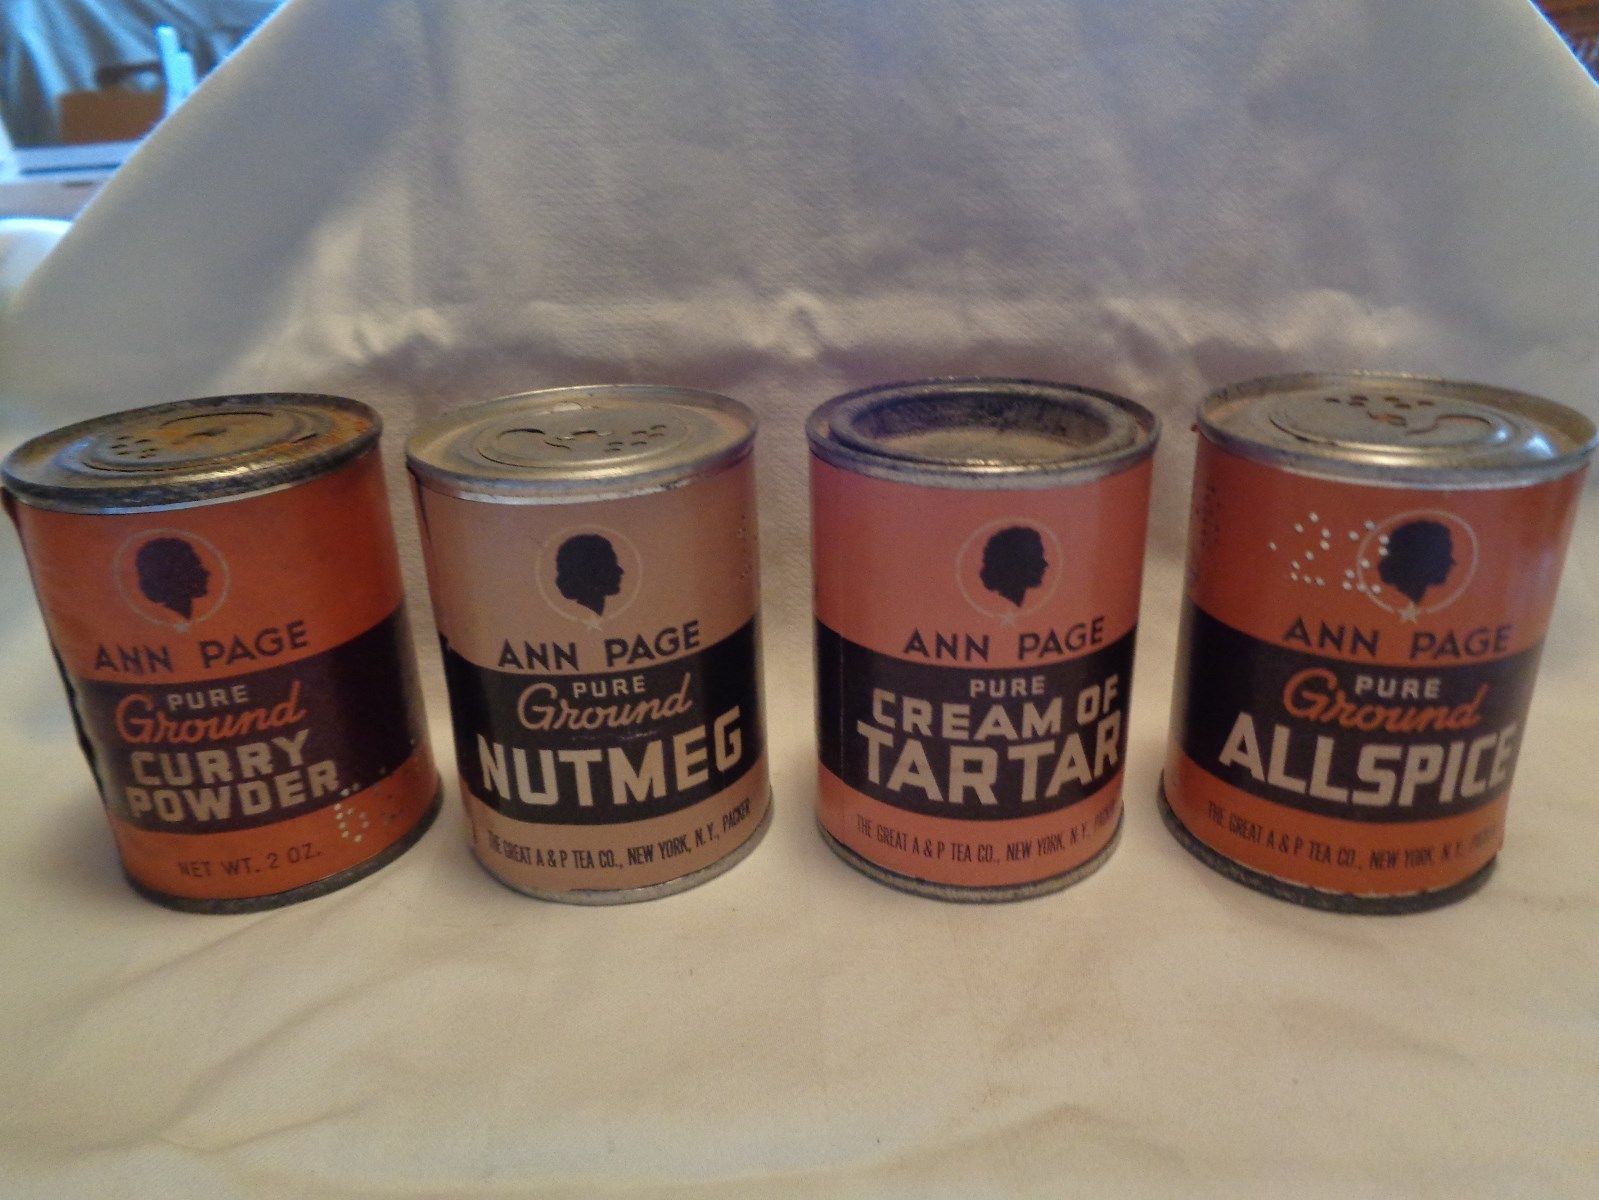 ANN PAGE
PURE
Ground
CURRY
POWDER
NET WT. 2 OZ.
ANN PAGE
PURE
Ground
NUTMEG
THE GREAT A & P TEA CO., NEW YORK, N.Y., PACKER
ANN PAGE
PURE
CREAM OF
TARTAR
THE GREAT A & P TEA CO., NEW YORK, N.Y.,
ANN PAGE
PURE
Ground
ALLSPICE
THE GREAT A & P TEA CO., NEW YORK, N.Y.